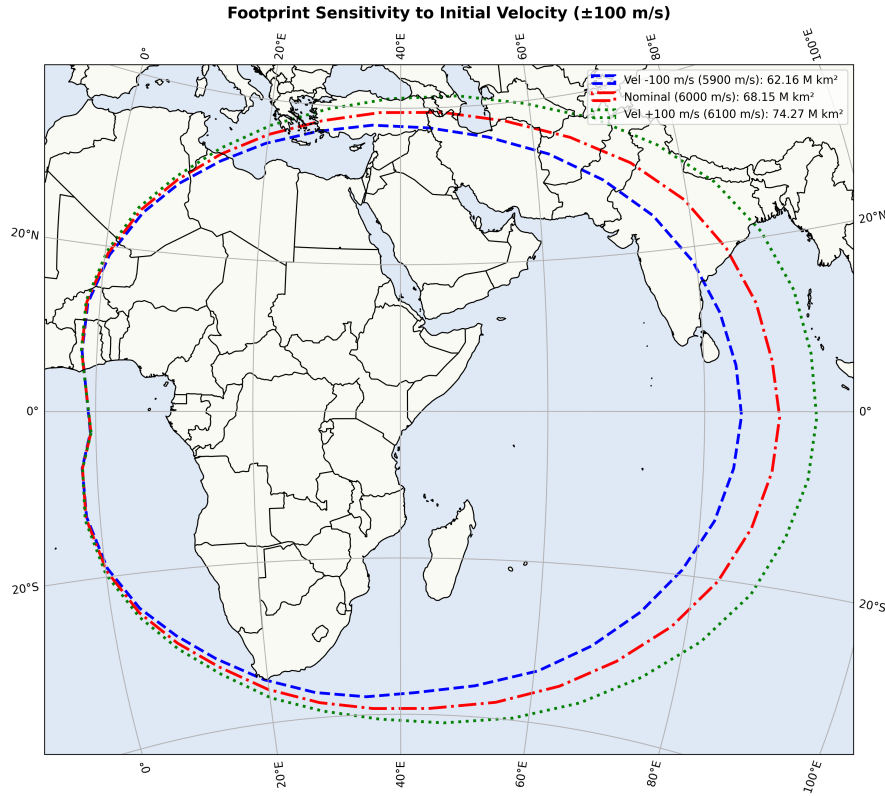 Footprint Sensitivity to Initial Velocity (±100 m/s)
0° 20°E 40°E 60°E 80°E 100°E
Vel -100 m/s (5900 m/s): 62.16 M km²
Nominal (6000 m/s): 68.15 M km²
Vel +100 m/s (6100 m/s): 74.27 M km²
20°N 20°N
0° 0°
20°S 20°S
0° 20°E 40°E 60°E 80°E 100°E